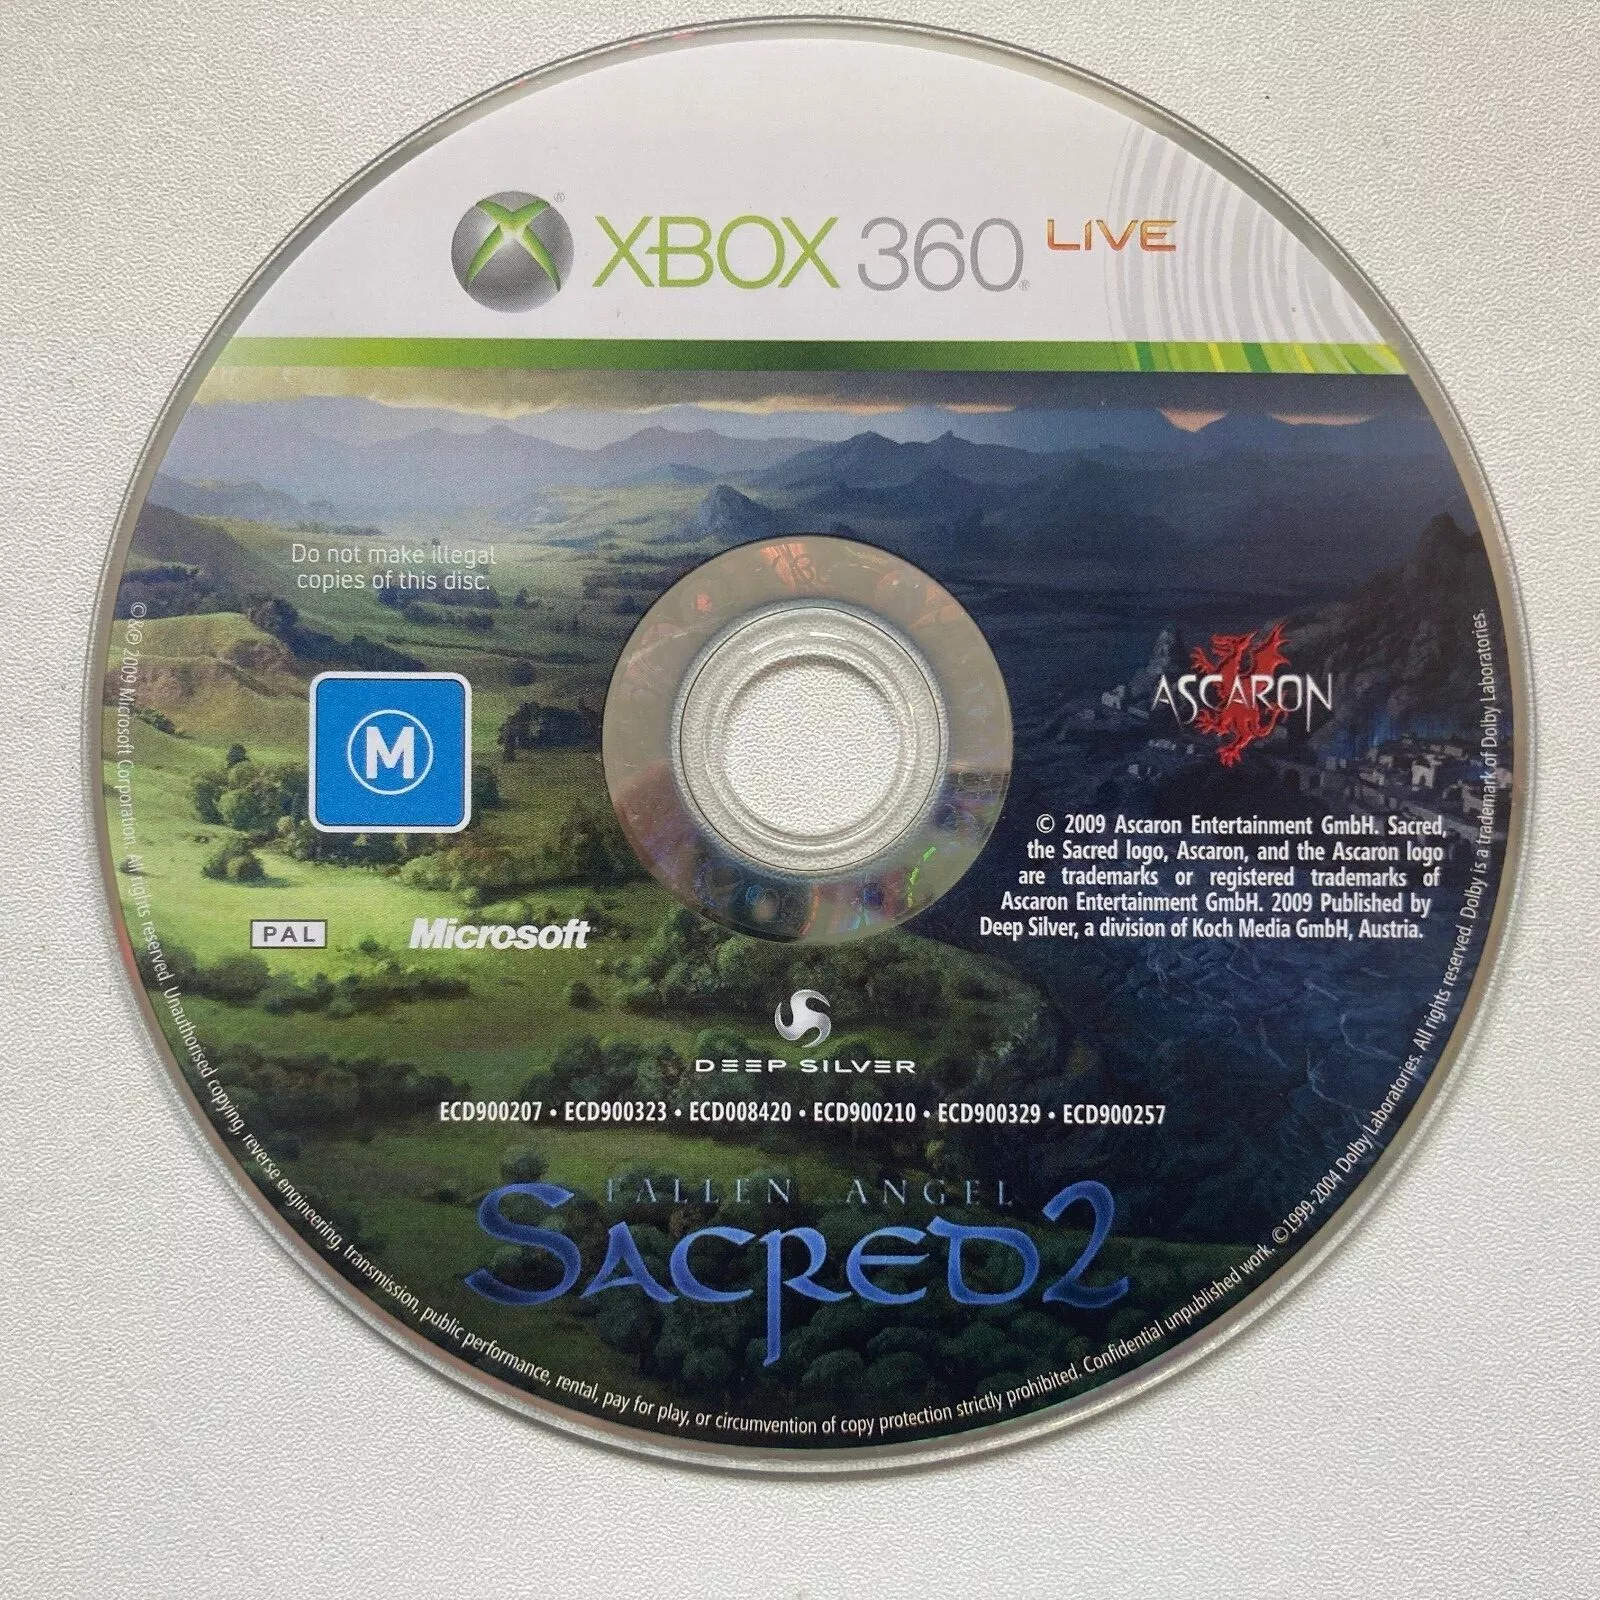 XBOX 360 LIVE
Do not make illegal
copies of this disc.
M
PAL
Microsoft
ASCARON
© 2009 Ascaron Entertainment GmbH. Sacred,
the Sacred logo, Ascaron, and the Ascaron logo
are trademarks or registered trademarks of
Ascaron Entertainment GmbH. 2009 Published by
Deep Silver, a division of Koch Media GmbH, Austria.
DEEP SILVER
ECD900207 • ECD900323 • ECD008420 • ECD900210 • ECD900329 • ECD900257
FALLEN ANGEL
SACRED 2
©&℗ 2009 Microsoft Corporation. All rights reserved. Unauthorised copying, reverse engineering, transmission, public performance, rental, pay for play, or circumvention of copy protection strictly prohibited. Confidential unpublished work. ©1999-2004 Dolby Laboratories. All rights reserved. Dolby is a trademark of Dolby Laboratories.